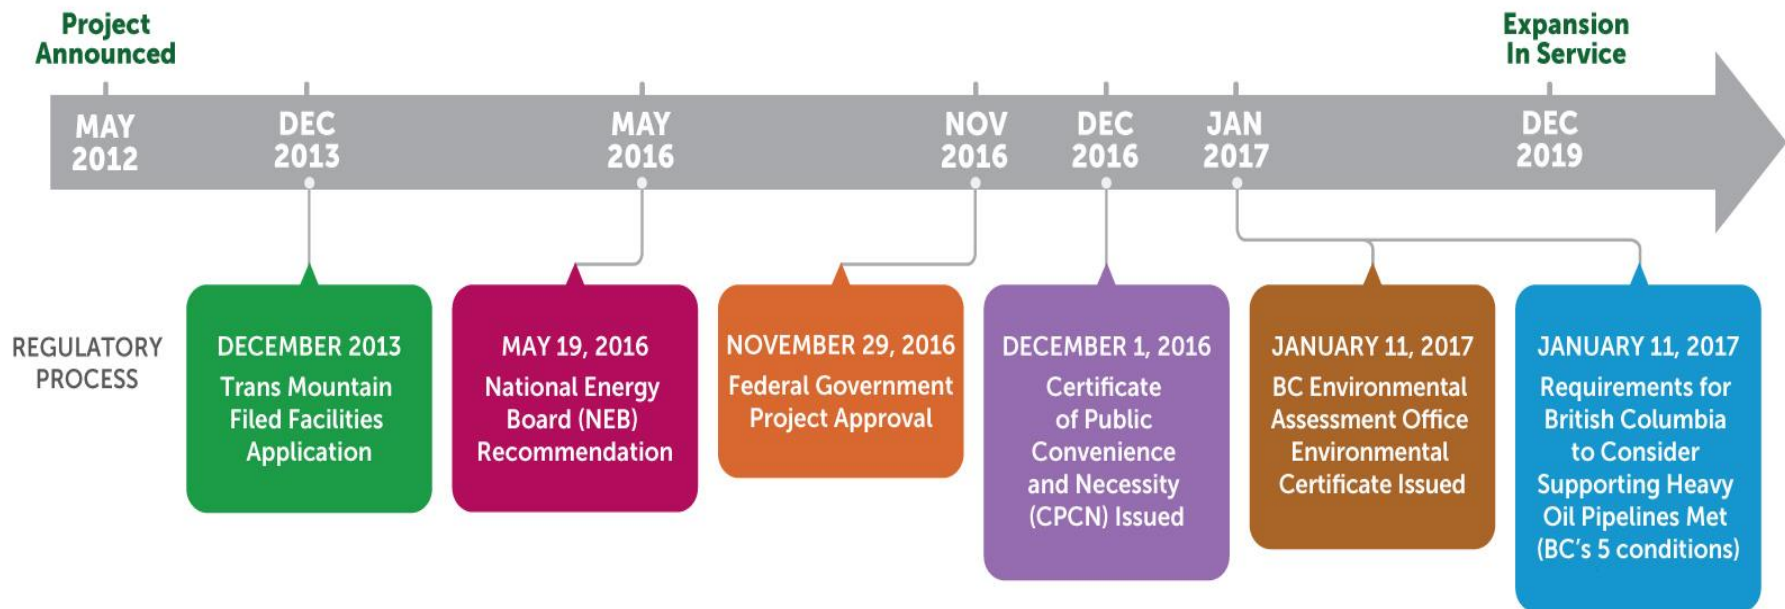 Project
Announced
Expansion
In Service
MAY
2012
DEC
2013
MAY
2016
NOV
2016
DEC
2016
JAN
2017
DEC
2019
REGULATORY
PROCESS
DECEMBER 2013
Trans Mountain
Filed Facilities
Application
MAY 19, 2016
National Energy
Board (NEB)
Recommendation
NOVEMBER 29, 2016
Federal Government
Project Approval
DECEMBER 1, 2016
Certificate
of Public
Convenience
and Necessity
(CPCN) Issued
JANUARY 11, 2017
BC Environmental
Assessment Office
Environmental
Certificate Issued
JANUARY 11, 2017
Requirements for
British Columbia
to Consider
Supporting Heavy
Oil Pipelines Met
(BC's 5 conditions)